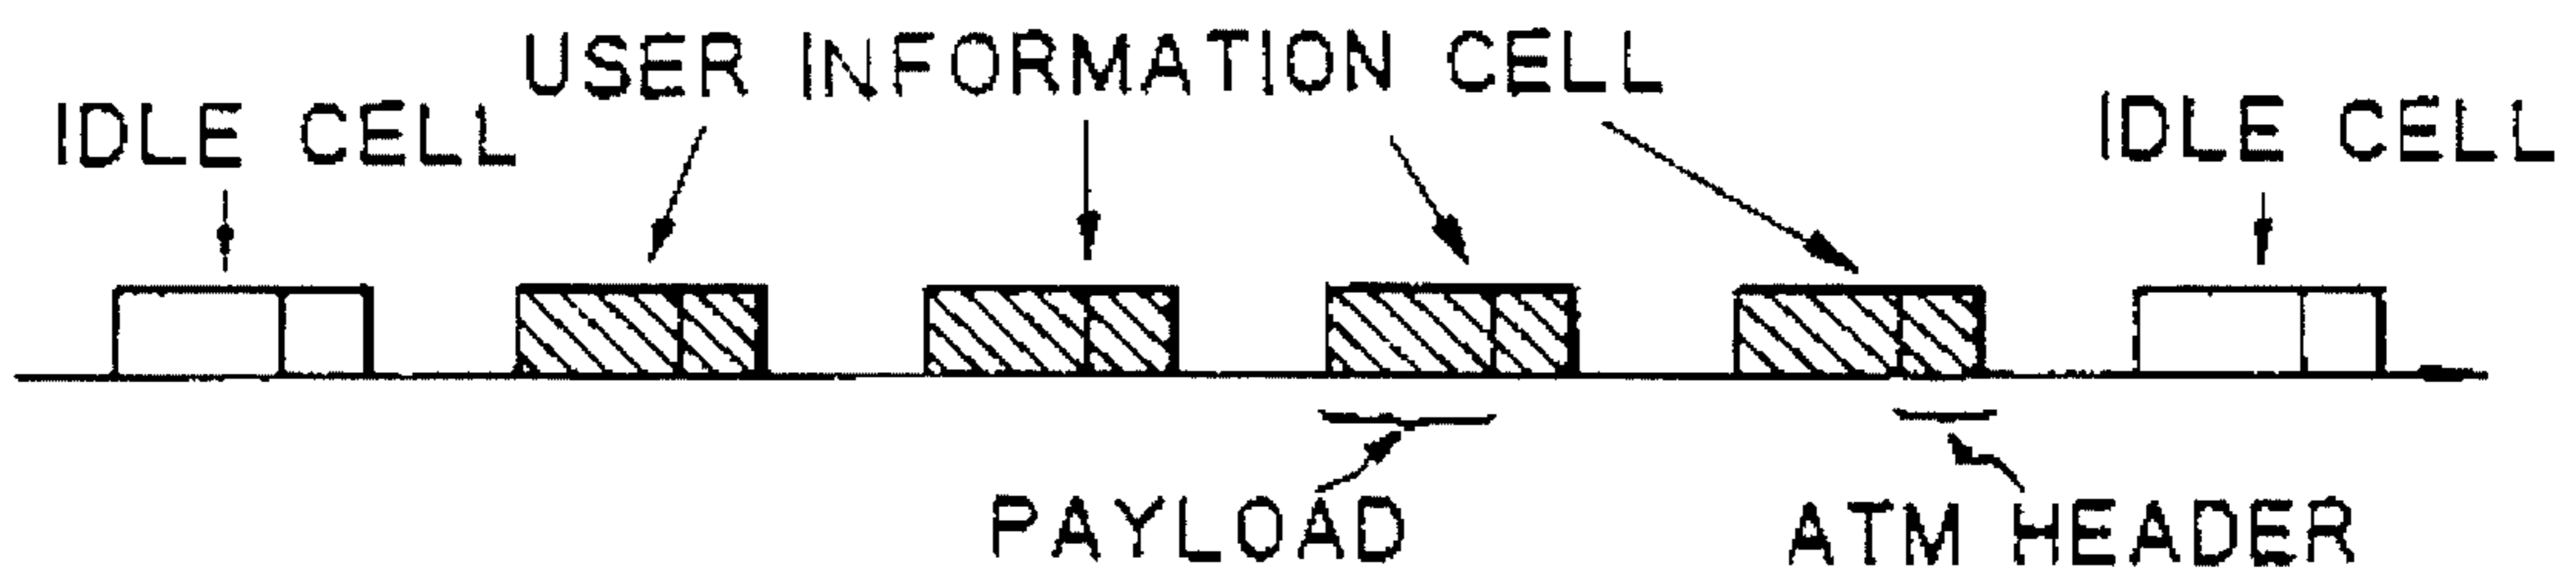 USER INFORMATION CELL
IDLE CELL
IDLE CELL
PAYLOAD
ATM HEADER